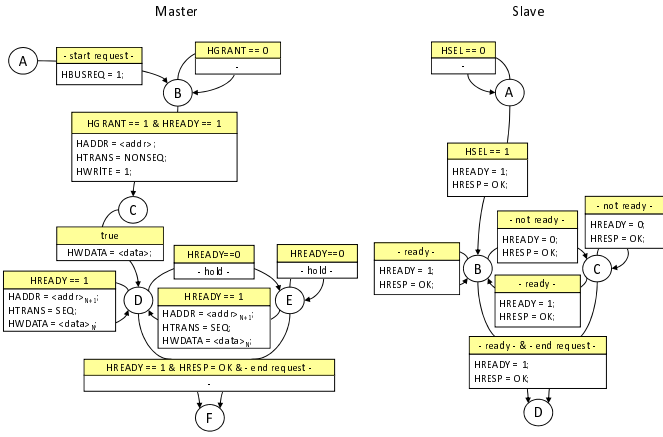 Master
Slave
A
- start request -
HBUSREQ = 1;
HGRANT == 0
-
B
HGRANT == 1 & HREADY == 1
HADDR = <addr>;
HTRANS = NONSEQ;
HWRITE = 1;
C
true
HWDATA = <data>;
HREADY==0
- hold -
HREADY==0
- hold -
HREADY == 1
HADDR = <addr>N+1;
HTRANS = SEQ;
HWDATA = <data>N;
D
HREADY == 1
HADDR = <addr>N+1;
HTRANS = SEQ;
HWDATA = <data>N;
E
HREADY == 1 & HRESP = OK & - end request -
-
F
HSEL == 0
-
A
HSEL == 1
HREADY = 1;
HRESP = OK;
- not ready -
HREADY = 0;
HRESP = OK;
- not ready -
HREADY = 0;
HRESP = OK;
- ready -
HREADY = 1;
HRESP = OK;
B
C
- ready -
HREADY = 1;
HRESP = OK;
- ready - & - end request -
HREADY = 1;
HRESP = OK;
D